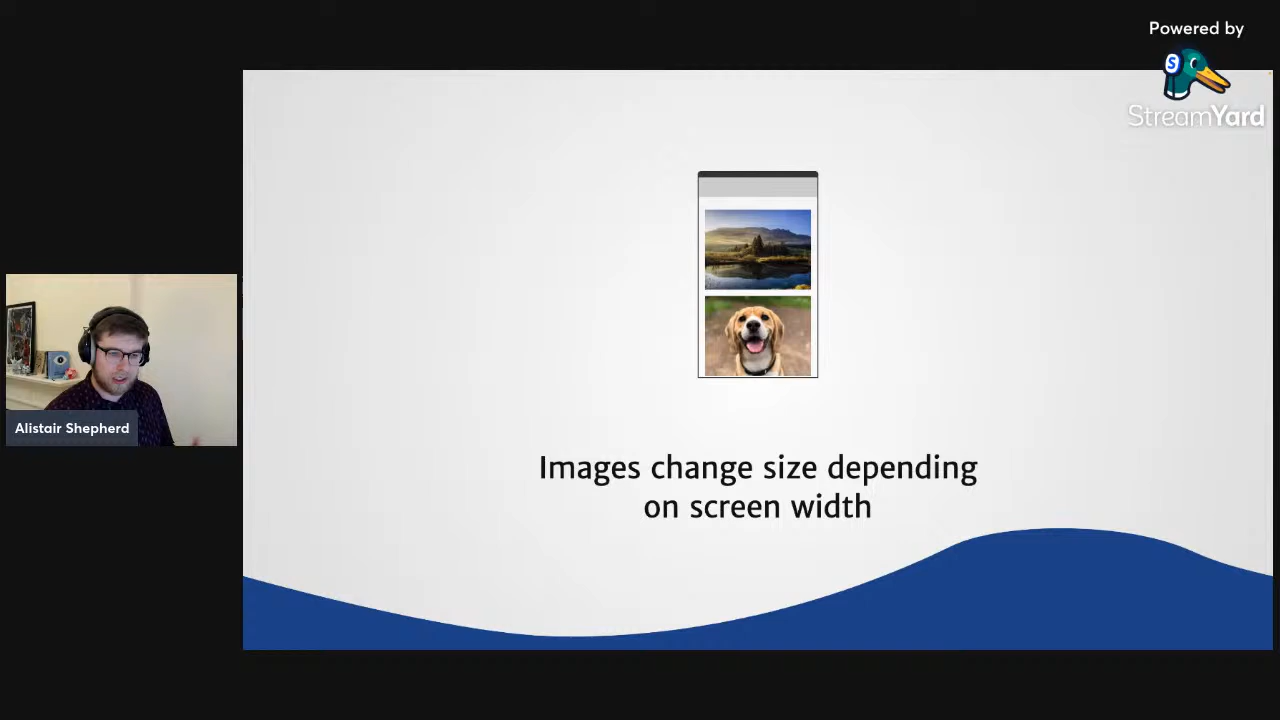 Powered by
S
StreamYard
Alistair Shepherd
Images change size depending
on screen width